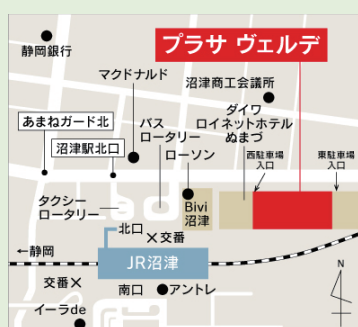 静岡銀行
プラサ ヴェルデ
マクドナルド
沼津商工会議所
あまねガード北
バス
ロータリー
ダイワ
ロイネットホテル
ぬまづ
沼津駅北口
ローソン
西駐車場
入口
東駐車場
入口
タクシー
ロータリー
Bivi
沼津
北口
×交番
←静岡
JR沼津
N
交番×
南口
アントレ
イーラde